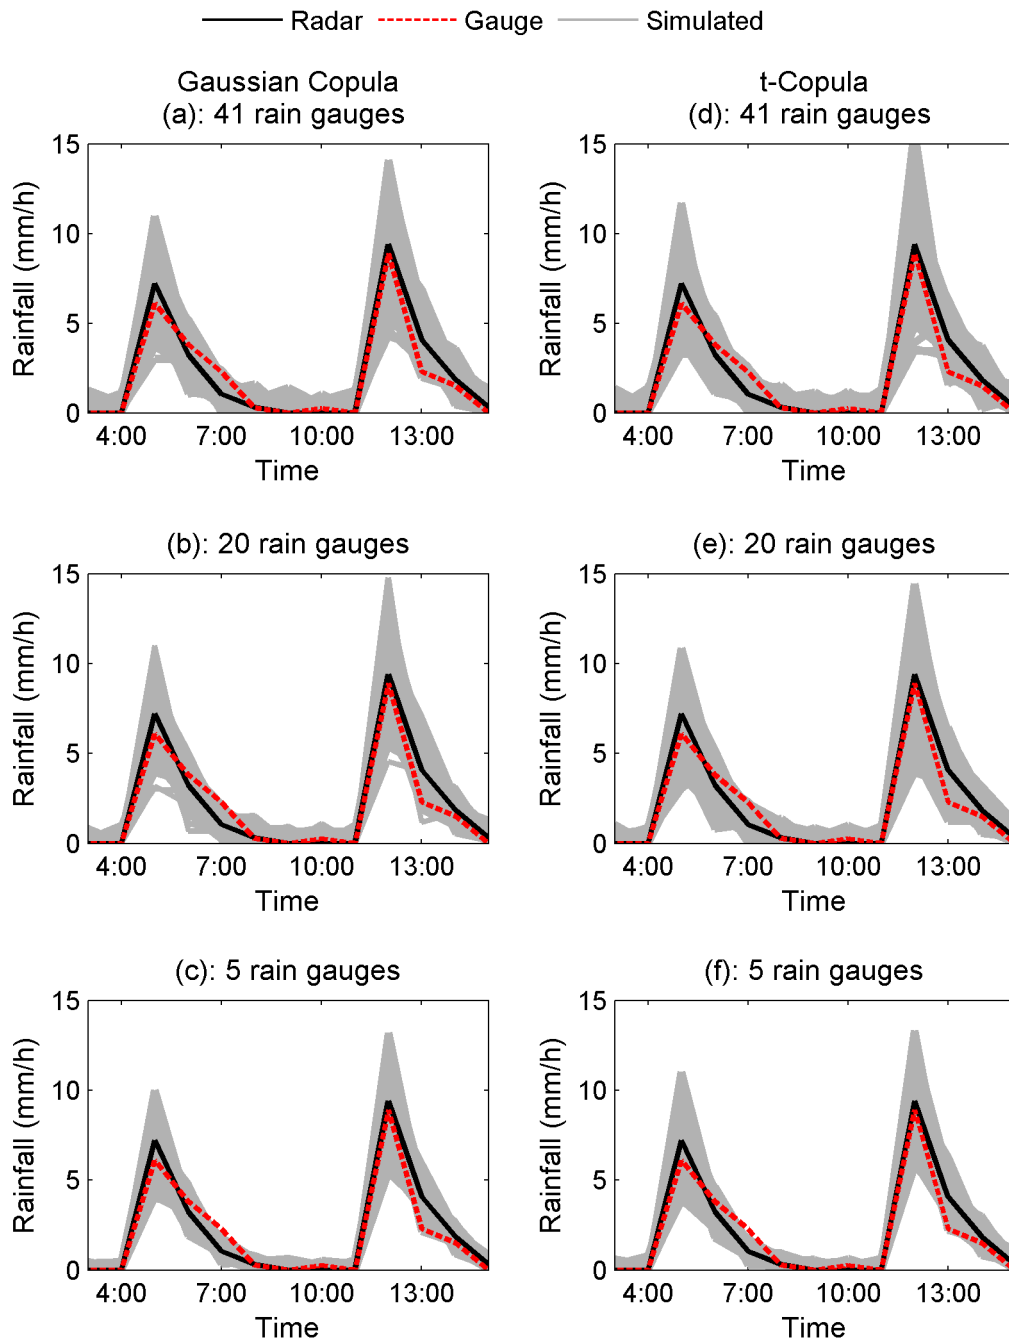 Radar Gauge Simulated
Gaussian Copula
(a): 41 rain gauges
15
10
5
0
Rainfall (mm/h)
4:00 7:00 10:00 13:00
Time
t-Copula
(d): 41 rain gauges
15
10
5
0
Rainfall (mm/h)
4:00 7:00 10:00 13:00
Time
(b): 20 rain gauges
15
10
5
0
Rainfall (mm/h)
4:00 7:00 10:00 13:00
Time
(e): 20 rain gauges
15
10
5
0
Rainfall (mm/h)
4:00 7:00 10:00 13:00
Time
(c): 5 rain gauges
15
10
5
0
Rainfall (mm/h)
4:00 7:00 10:00 13:00
Time
(f): 5 rain gauges
15
10
5
0
Rainfall (mm/h)
4:00 7:00 10:00 13:00
Time